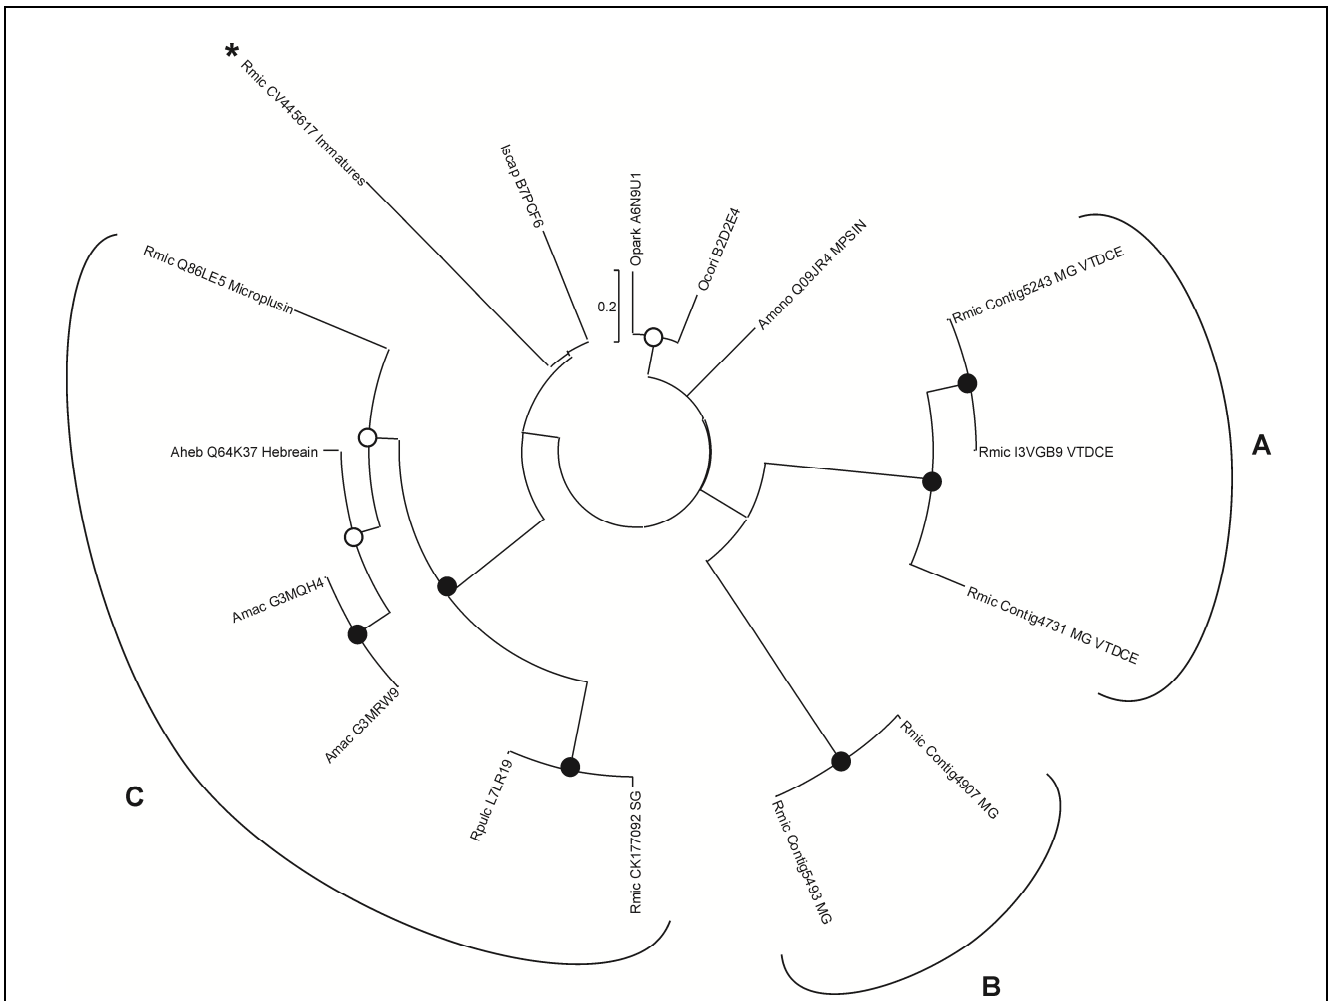 *
Rmic CV445617 Immatures
Iscap B7PCF6
Opark A6N9U1
Ocori B2D2E4
Amono Q09JR4 MPSIN
0.2
Rmic Contig5243 MG VTDCE
Rmic I3VGB9 VTDCE
Rmic Contig4731 MG VTDCE
A
Rmic Q86LE5 Microplusin
Aheb Q64K37 Hebreain
Amac G3MQH4
Amac G3MRW9
Rpulc L7LR19
Rmic CK177092 SG
C
Rmic Contig4907 MG
Rmic Contig5493 MG
B